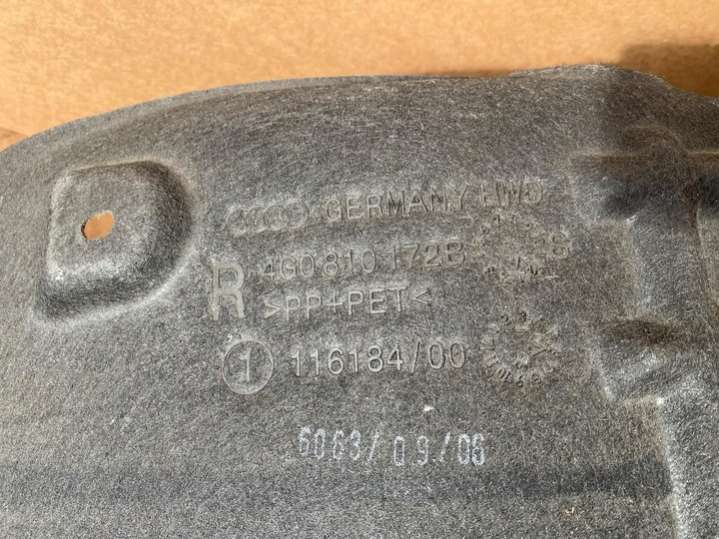 GERMANY
R 4G0 810 172B
>PP+PET<
1 116184/00
6063/09/06